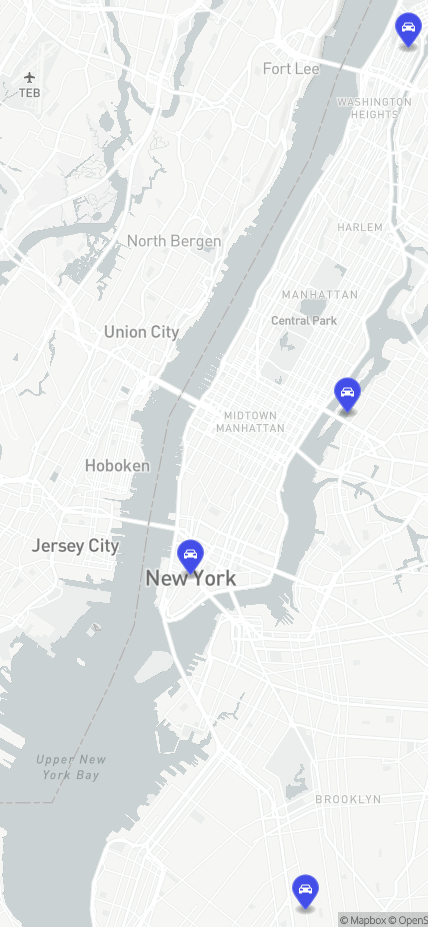 Fort Lee
TEB
WASHINGTON
HEIGHTS
HARLEM
North Bergen
MANHATTAN
Central Park
Union City
MIDTOWN
MANHATTAN
Hoboken
Jersey City
New York
Upper New
York Bay
BROOKLYN
© Mapbox © OpenS